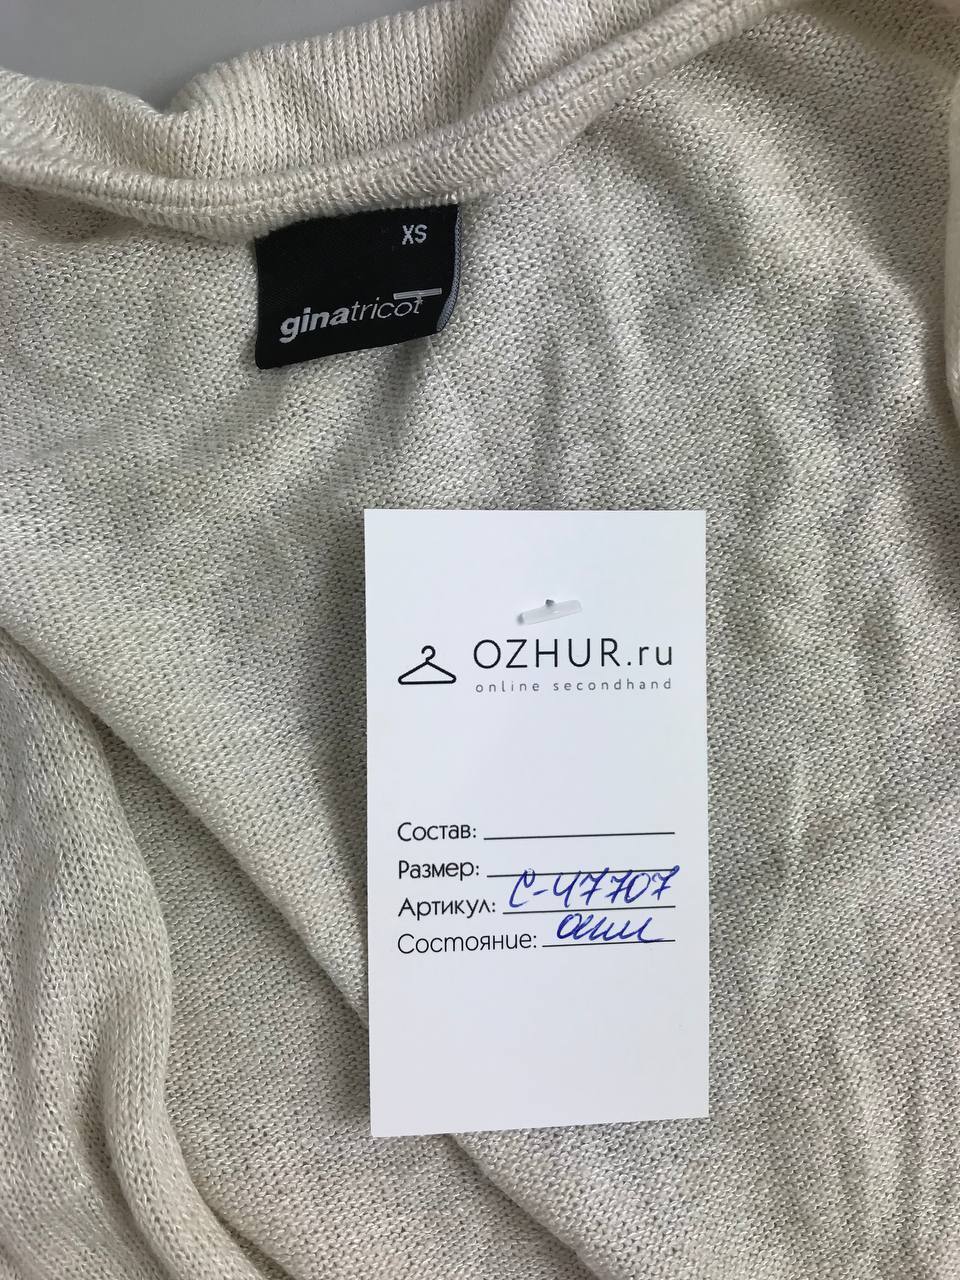 XS
ginatricot
OZHUR.ru
online secondhand
Состав:
Размер:
Артикул: С-47707
Состояние: